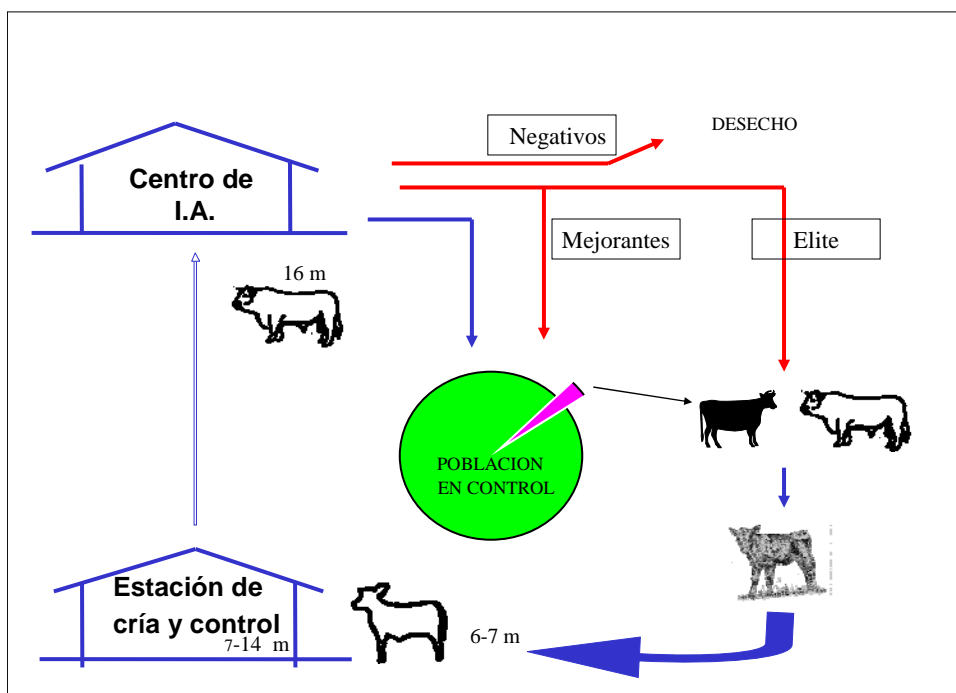 Negativos
DESECHO
Centro de
I.A.
Mejorantes
Elite
16 m
POBLACION
EN CONTROL
Estación de
cría y control
7-14 m
6-7 m